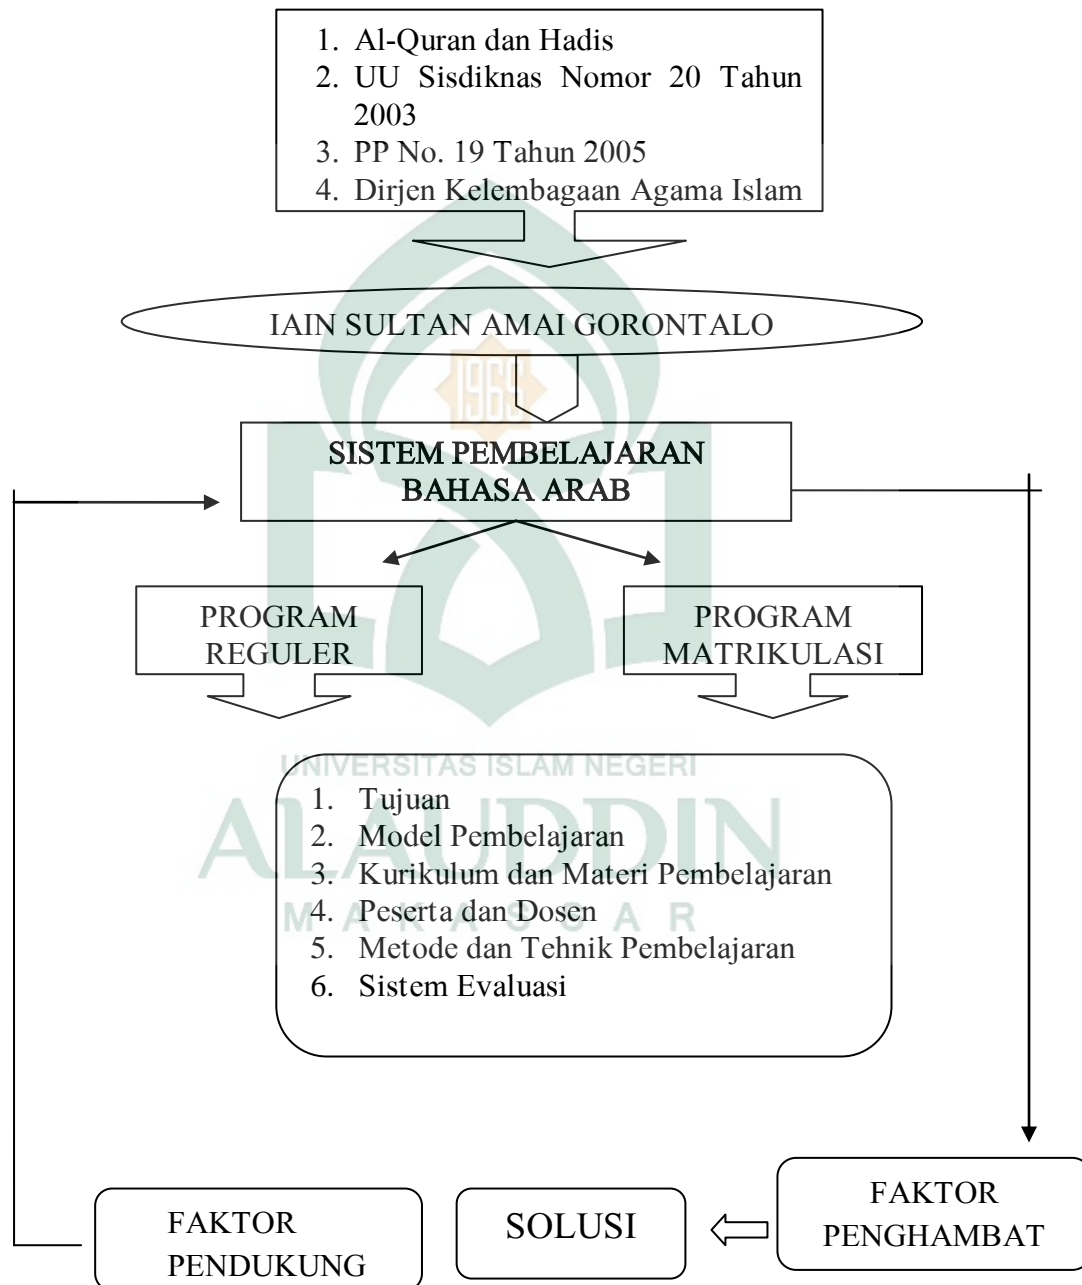 1. Al-Quran dan Hadis
2. UU Sisdiknas Nomor 20 Tahun
2003
3. PP No. 19 Tahun 2005
4. Dirjen Kelembagaan Agama Islam
IAIN SULTAN AMAI GORONTALO
1965
SISTEM PEMBELAJARAN
BAHASA ARAB
PROGRAM
REGULER
PROGRAM
MATRIKULASI
UNIVERSITAS ISLAM NEGERI
ALAUDDIN
MAKASSAR
1. Tujuan
2. Model Pembelajaran
3. Kurikulum dan Materi Pembelajaran
4. Peserta dan Dosen
5. Metode dan Tehnik Pembelajaran
6. Sistem Evaluasi
FAKTOR
PENDUKUNG
SOLUSI
FAKTOR
PENGHAMBAT